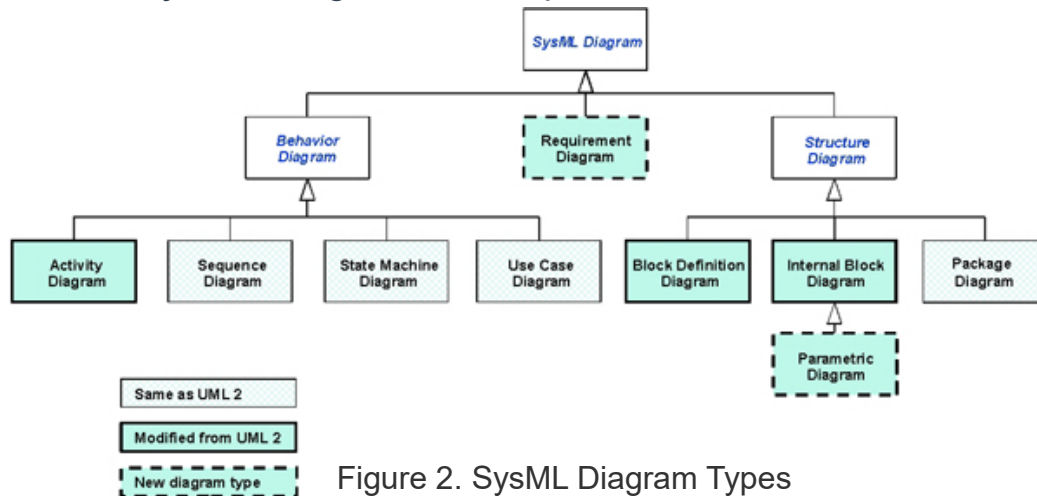 SysML Diagram
Behavior
Diagram
Requirement
Diagram
Structure
Diagram
Activity
Diagram
Sequence
Diagram
State Machine
Diagram
Use Case
Diagram
Block Definition
Diagram
Internal Block
Diagram
Package
Diagram
Parametric
Diagram
Same as UML 2
Modified from UML 2
New diagram type
Figure 2. SysML Diagram Types